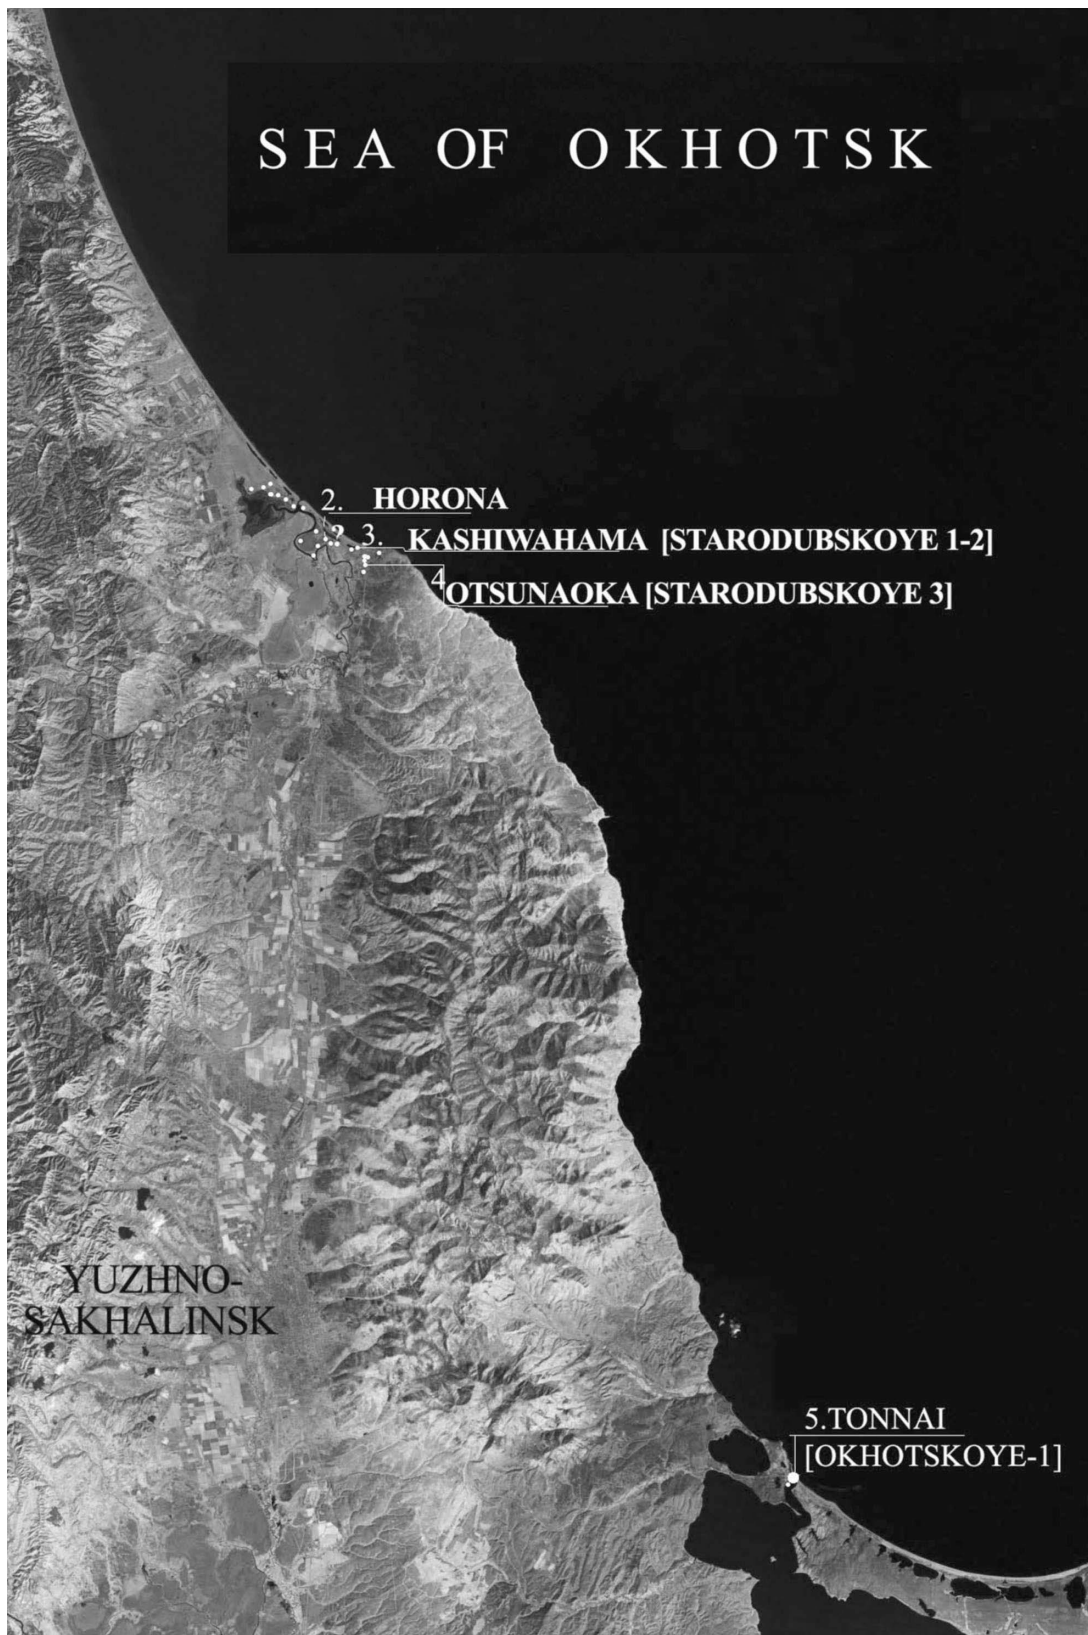 SEA OF OKHOTSK
2. HORONA
?
3. KASHIWAHAMA [STARODUBSKOYE 1-2]
4 OTSUNAOKA [STARODUBSKOYE 3]
YUZHNO-
SAKHALINSK
5.TONNAI
[OKHOTSKOYE-1]